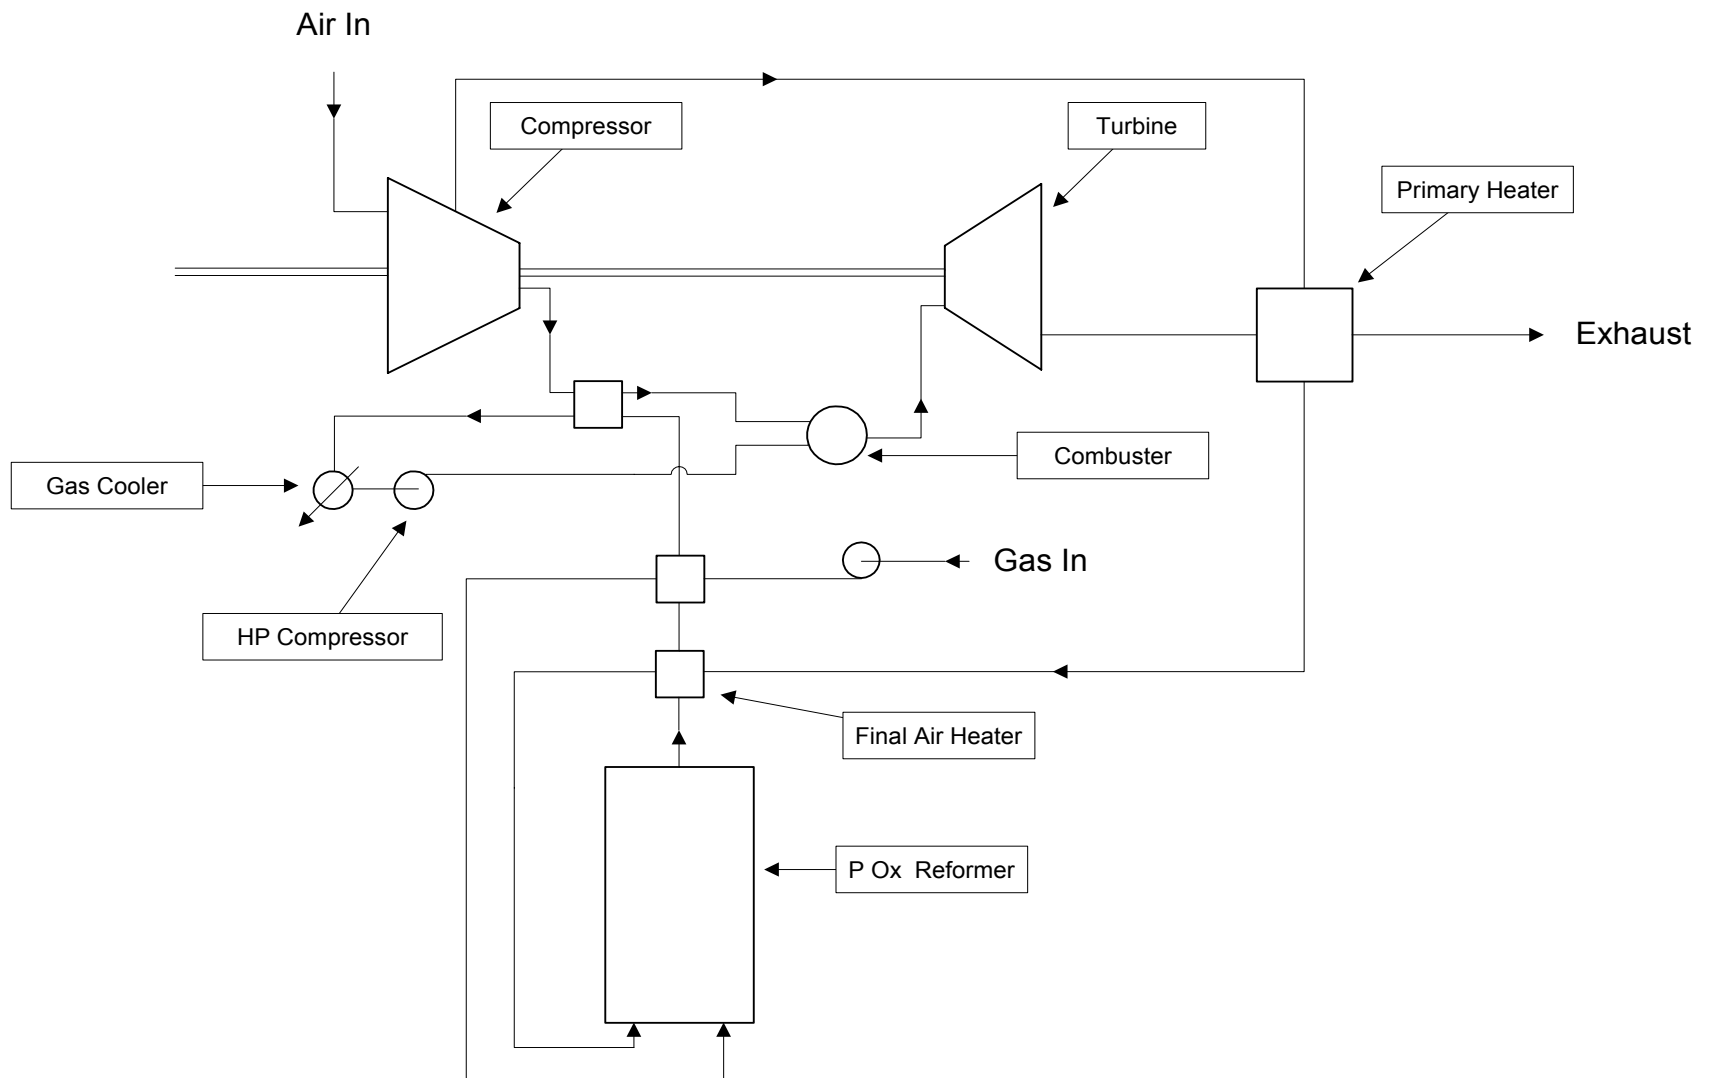 Air In
Compressor
Turbine
Primary Heater
Exhaust
Combuster
Gas Cooler
Gas In
HP Compressor
Final Air Heater
P Ox  Reformer